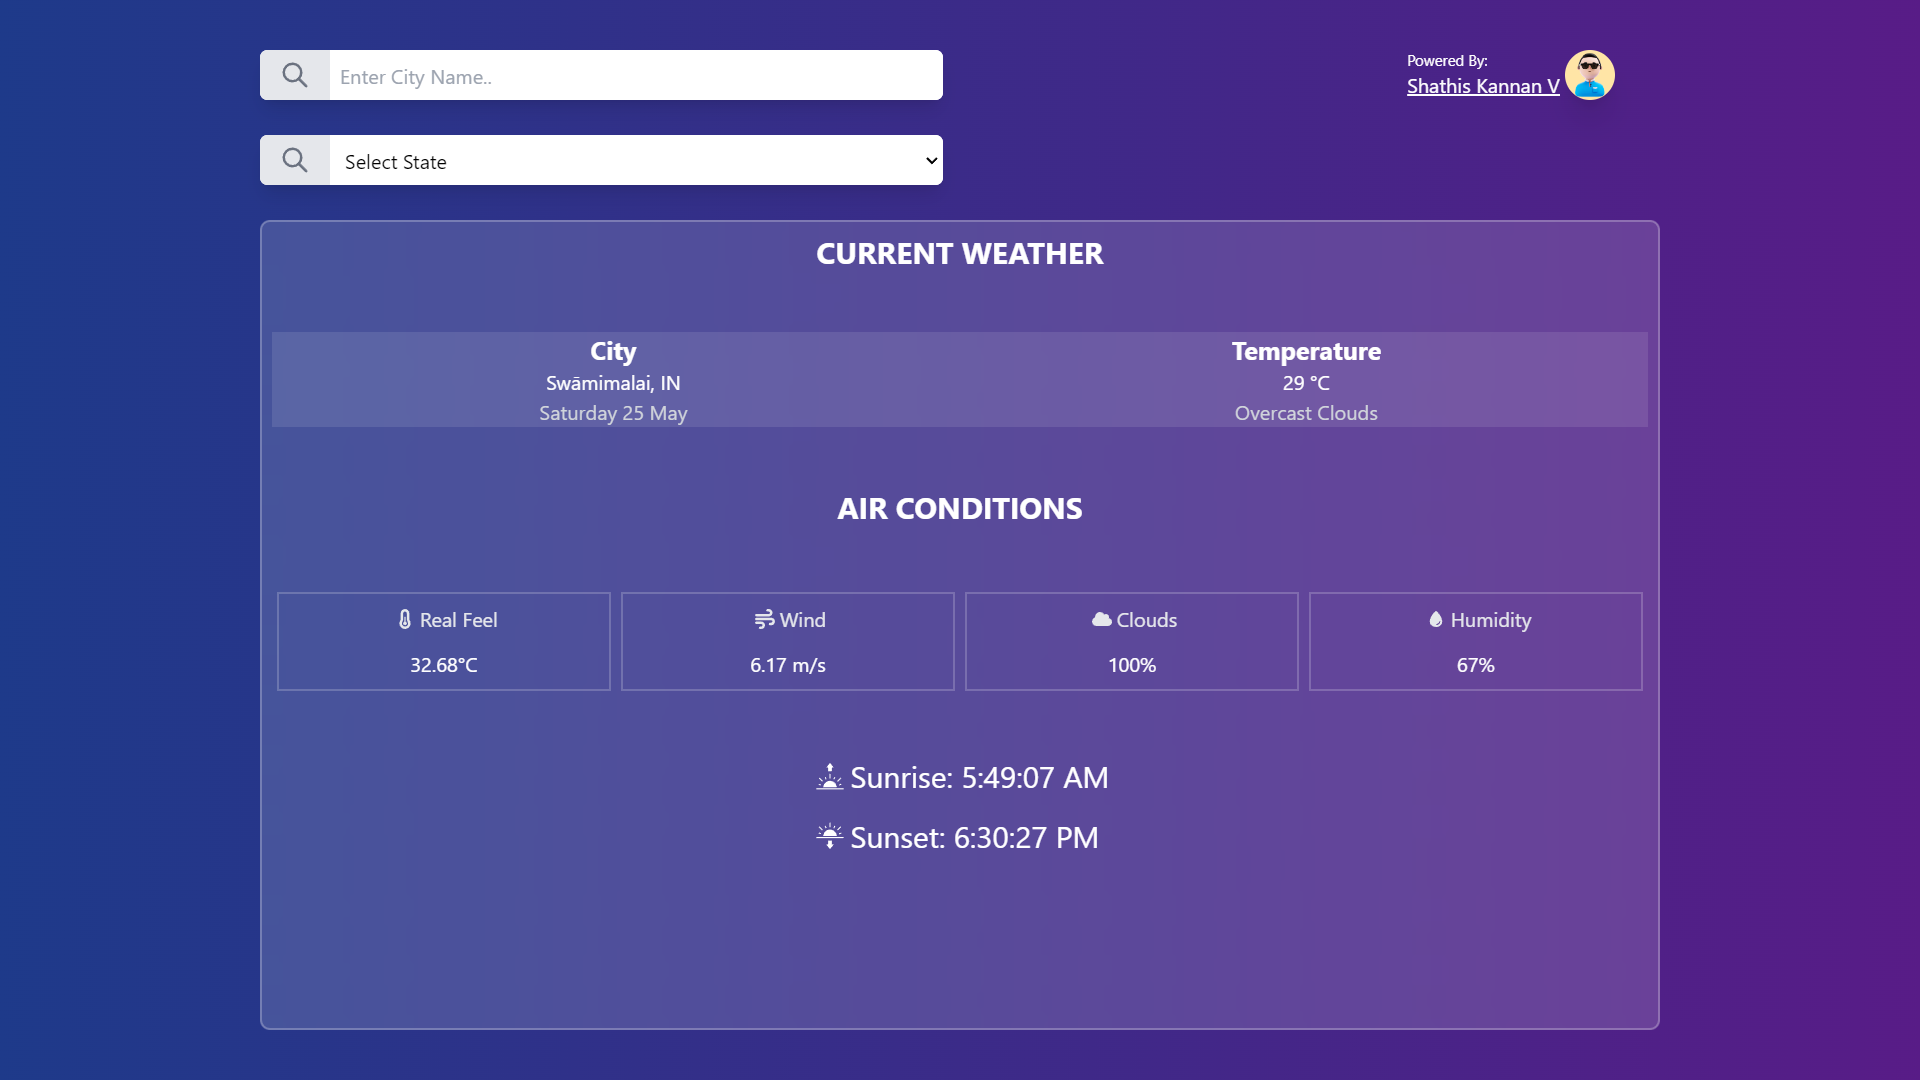 Enter City Name..
Powered By:
Shathis Kannan V
Select State
CURRENT WEATHER
City
Swāmimalai, IN
Saturday 25 May
Temperature
29 °C
Overcast Clouds
AIR CONDITIONS
Real Feel
32.68°C
Wind
6.17 m/s
Clouds
100%
Humidity
67%
Sunrise: 5:49:07 AM
Sunset: 6:30:27 PM